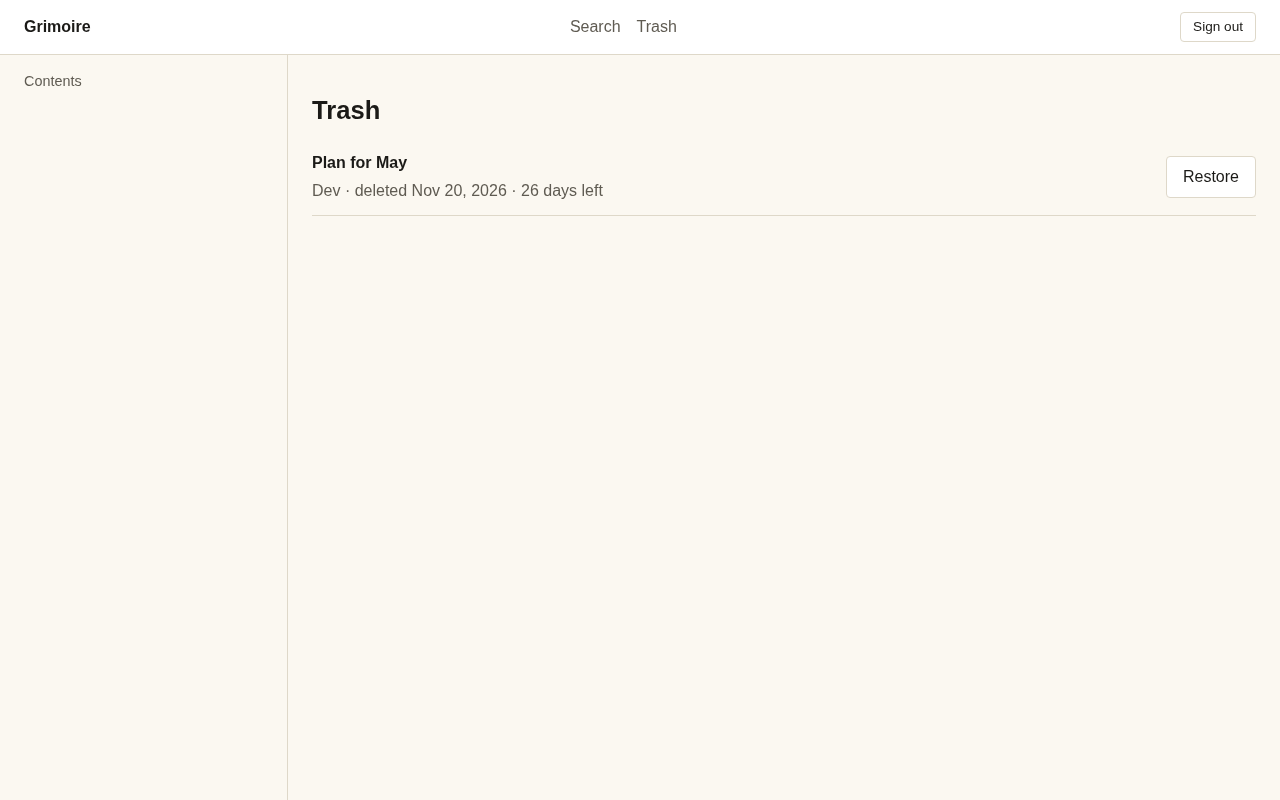 Grimoire
Search
Trash
Sign out
Contents
Trash
Plan for May
Dev · deleted Nov 20, 2026 · 26 days left
Restore